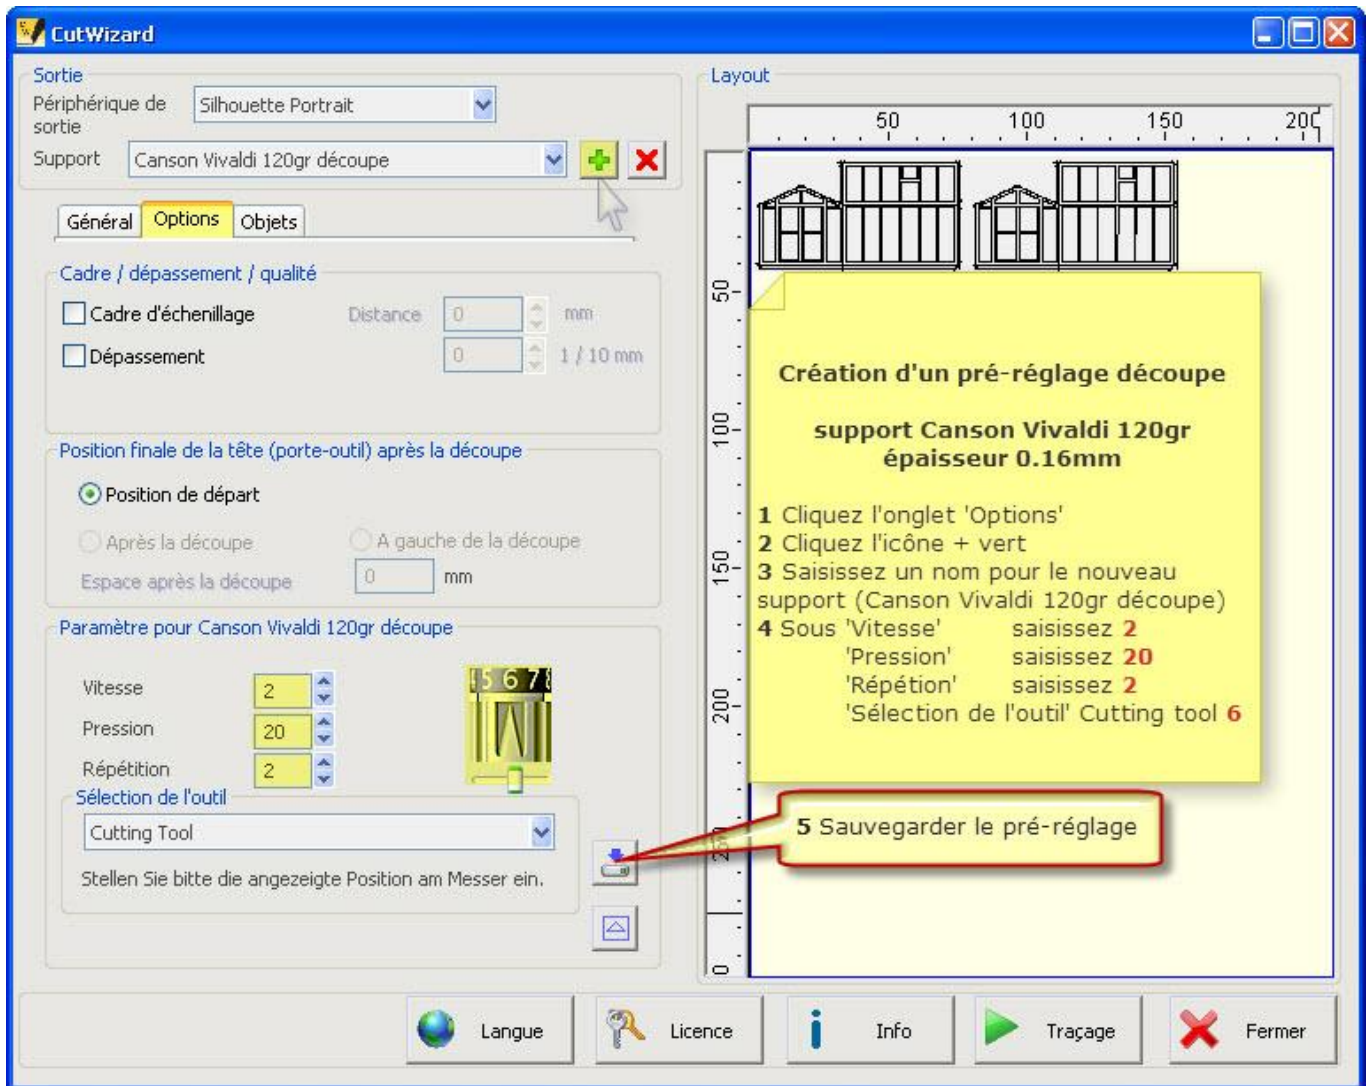 CutWizard
Sortie
Périphérique de
sortie
Silhouette Portrait
Support
Canson Vivaldi 120gr découpe
Général
Options
Objets
Cadre / dépassement / qualité
Cadre d'échenillage
Distance
0
mm
Dépassement
0
1 / 10 mm
Position finale de la tête (porte-outil) après la découpe
Position de départ
Après la découpe
A gauche de la découpe
Espace après la découpe
0
mm
Paramètre pour Canson Vivaldi 120gr découpe
Vitesse
2
Pression
20
Répétition
2
5 6 7
Sélection de l'outil
Cutting Tool
Stellen Sie bitte die angezeigte Position am Messer ein.
Layout
50 100 150 200
50
100
150
200
250
0
Création d'un pré-réglage découpe
support Canson Vivaldi 120gr
épaisseur 0.16mm
1 Cliquez l'onglet 'Options'
2 Cliquez l'icône + vert
3 Saisissez un nom pour le nouveau
support (Canson Vivaldi 120gr découpe)
4 Sous 'Vitesse' saisissez 2
'Pression' saisissez 20
'Répétion' saisissez 2
'Sélection de l'outil' Cutting tool 6
5 Sauvegarder le pré-réglage
Langue
Licence
Info
Traçage
Fermer